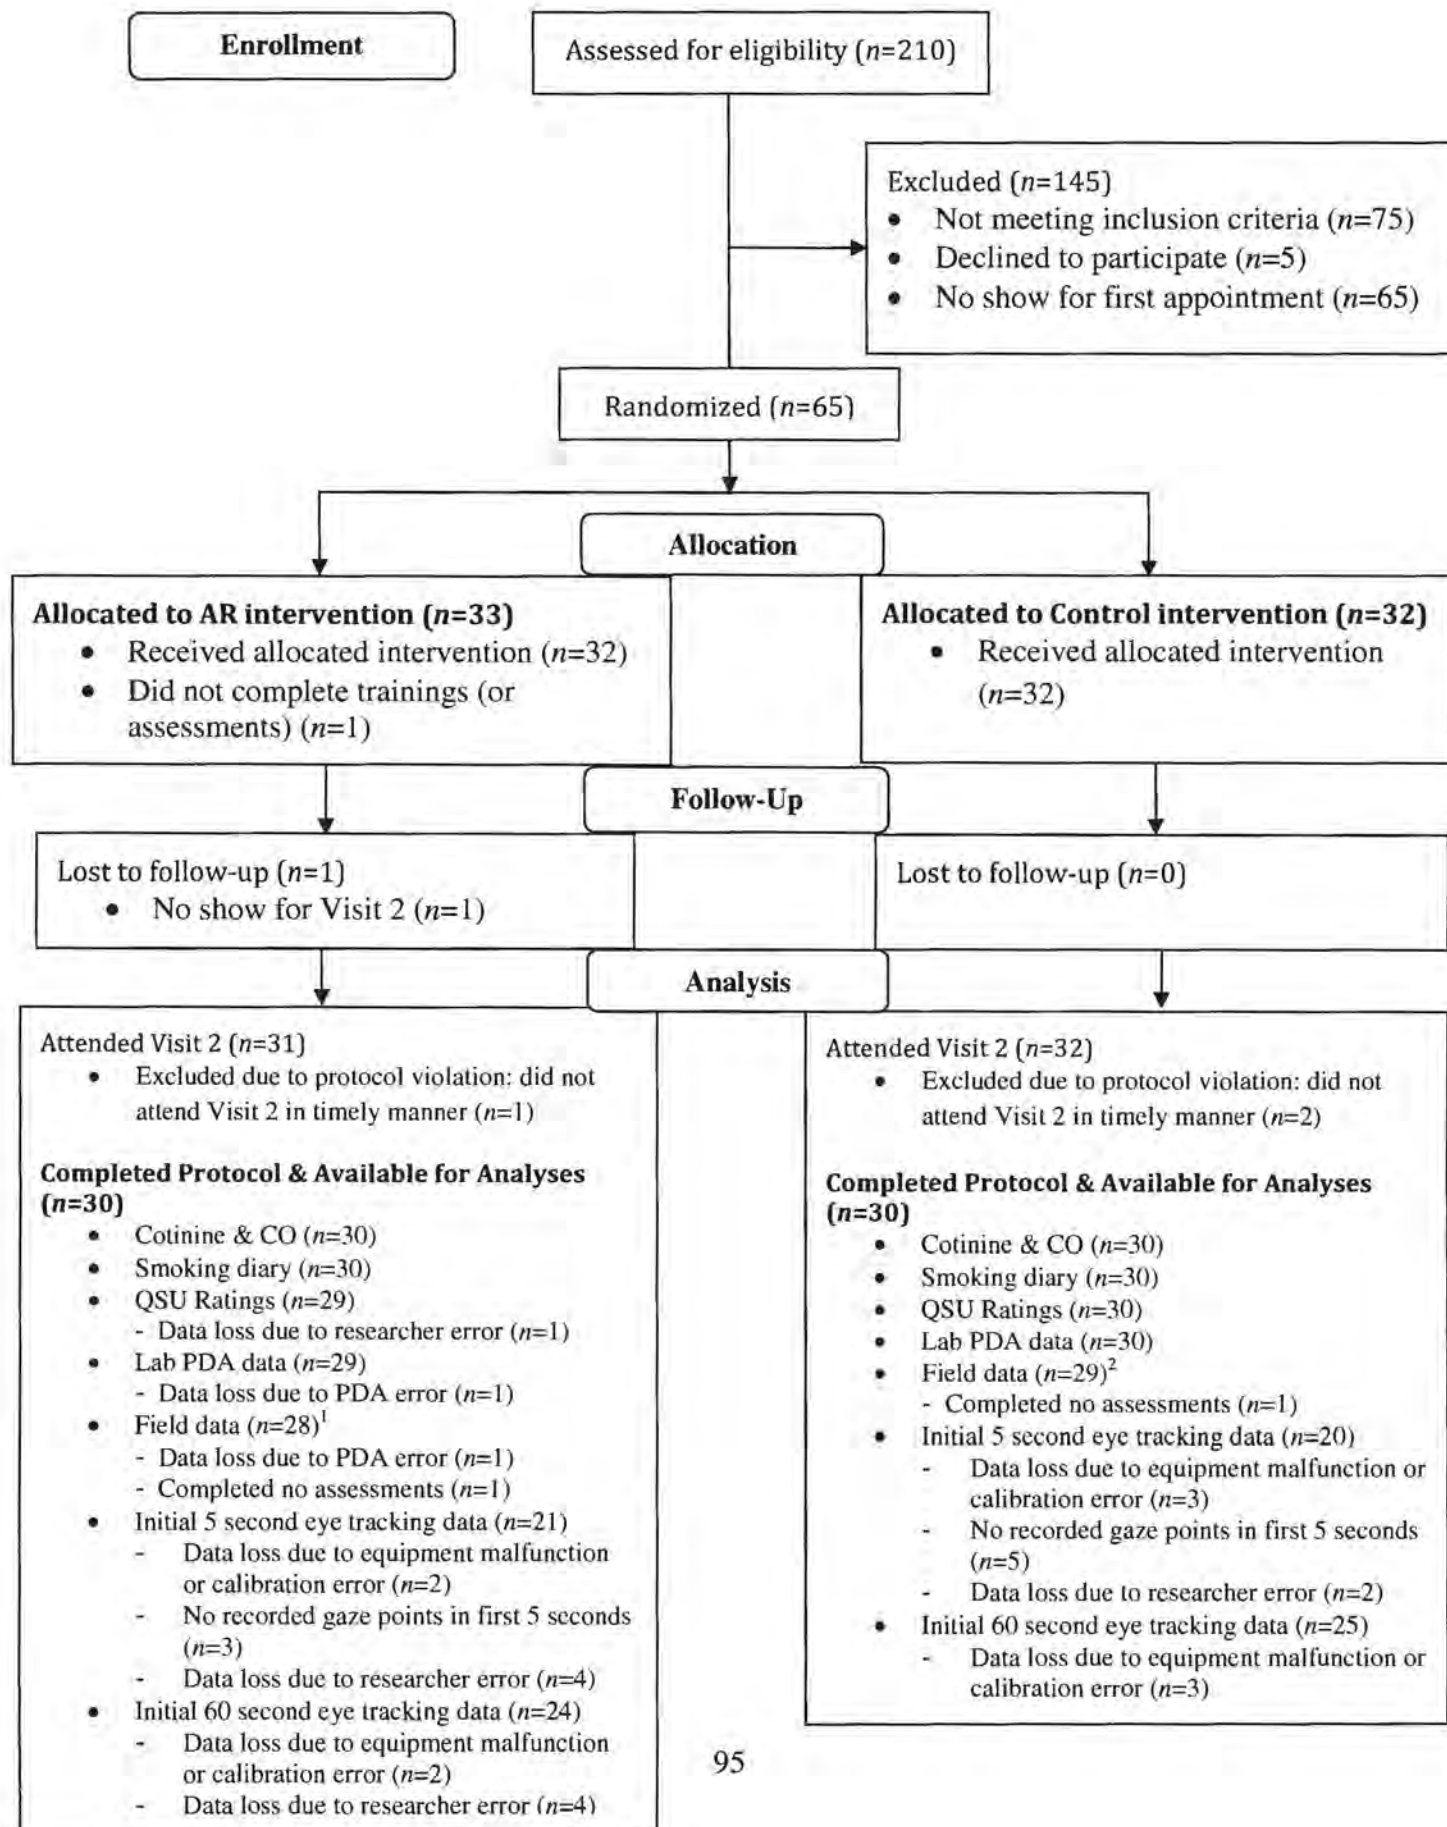 Enrollment
Assessed for eligibility (n=210)
Excluded (n=145)
• Not meeting inclusion criteria (n=75)
• Declined to participate (n=5)
• No show for first appointment (n=65)
Randomized (n=65)
Allocation
Allocated to AR intervention (n=33)
• Received allocated intervention (n=32)
• Did not complete trainings (or
assessments) (n=1)
Allocated to Control intervention (n=32)
• Received allocated intervention
(n=32)
Follow-Up
Lost to follow-up (n=1)
• No show for Visit 2 (n=1)
Lost to follow-up (n=0)
Analysis
Attended Visit 2 (n=31)
• Excluded due to protocol violation: did not
attend Visit 2 in timely manner (n=1)
Completed Protocol & Available for Analyses
(n=30)
• Cotinine & CO (n=30)
• Smoking diary (n=30)
• QSU Ratings (n=29)
- Data loss due to researcher error (n=1)
• Lab PDA data (n=29)
- Data loss due to PDA error (n=1)
• Field data (n=28)¹
- Data loss due to PDA error (n=1)
- Completed no assessments (n=1)
• Initial 5 second eye tracking data (n=21)
- Data loss due to equipment malfunction
or calibration error (n=2)
- No recorded gaze points in first 5 seconds
(n=3)
- Data loss due to researcher error (n=4)
• Initial 60 second eye tracking data (n=24)
- Data loss due to equipment malfunction
or calibration error (n=2)
- Data loss due to researcher error (n=4)
Attended Visit 2 (n=32)
• Excluded due to protocol violation: did not
attend Visit 2 in timely manner (n=2)
Completed Protocol & Available for Analyses
(n=30)
• Cotinine & CO (n=30)
• Smoking diary (n=30)
• QSU Ratings (n=30)
• Lab PDA data (n=30)
• Field data (n=29)²
- Completed no assessments (n=1)
• Initial 5 second eye tracking data (n=20)
- Data loss due to equipment malfunction or
calibration error (n=3)
- No recorded gaze points in first 5 seconds
(n=5)
- Data loss due to researcher error (n=2)
• Initial 60 second eye tracking data (n=25)
- Data loss due to equipment malfunction or
calibration error (n=3)
95